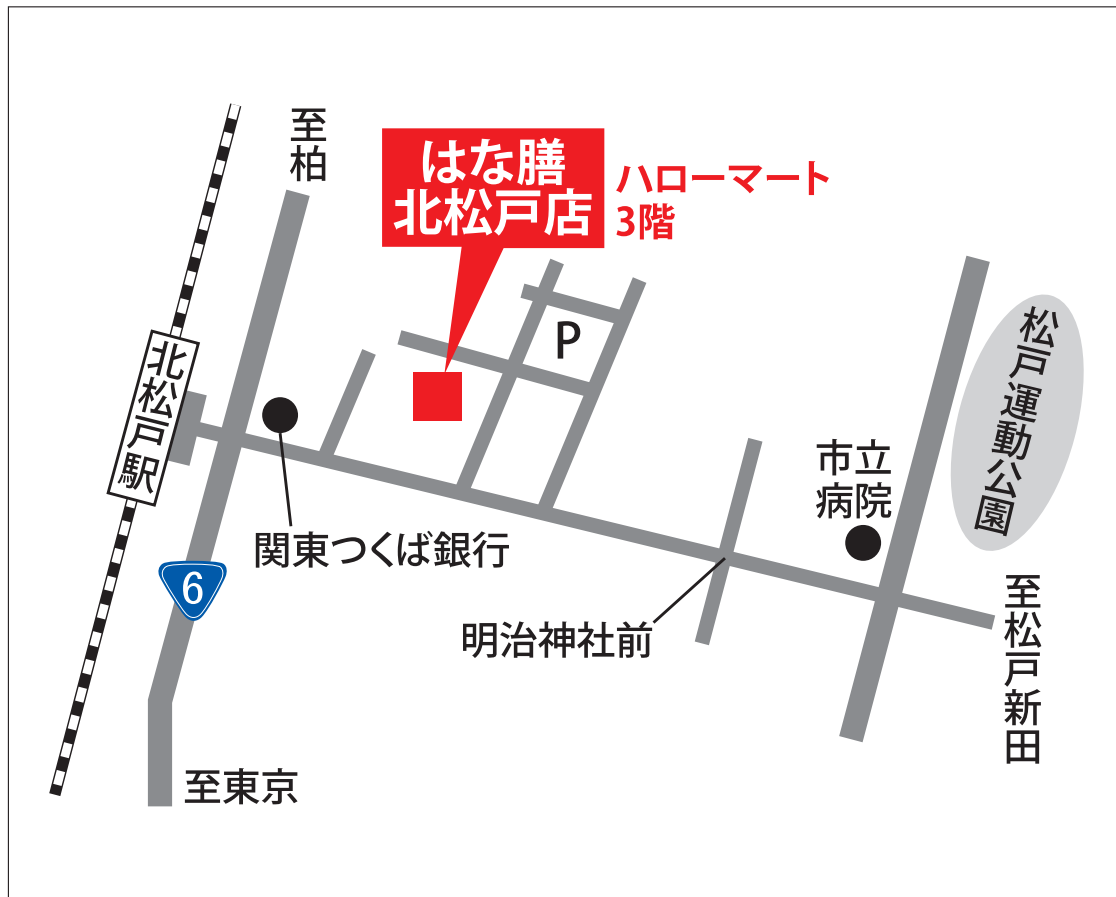 至柏
はな膳
北松戸店
ハローマート
3階
P
北松戸駅
松戸運動公園
市立
病院
関東つくば銀行
6
明治神社前
至松戸新田
至東京